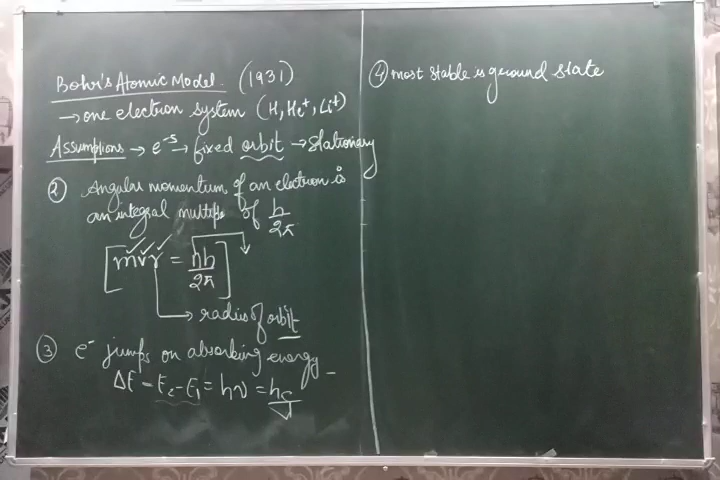 Bohr's Atomic Model (1931)
→ one electron system (H, He⁺, Li⁺)
Assumptions → e⁻s → fixed orbit → Stationary
② Angular momentum of an electron is
an integral multiple of h/2π
[mvr = nh/2π]
→ radius of orbit
③ e⁻ jumps on absorbing energy -
ΔE = E₂ - E₁ = hν = hc/λ
④ most stable is ground state